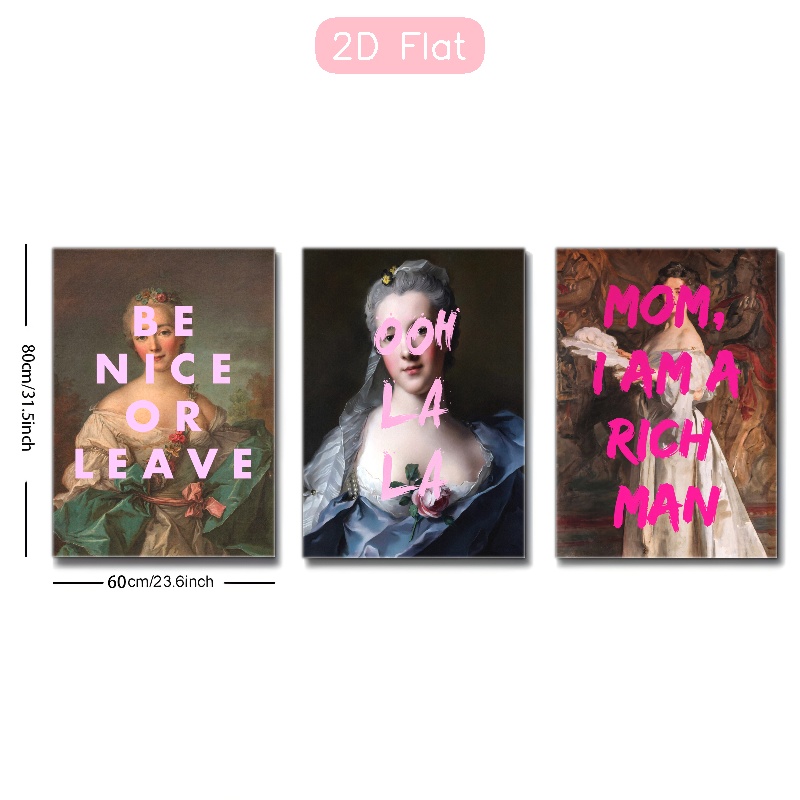 2D Flat
80cm/31.5inch
BE
NICE
OR
LEAVE
OOH
LA
LA
MOM,
I AM A
RICH
MAN
60cm/23.6inch